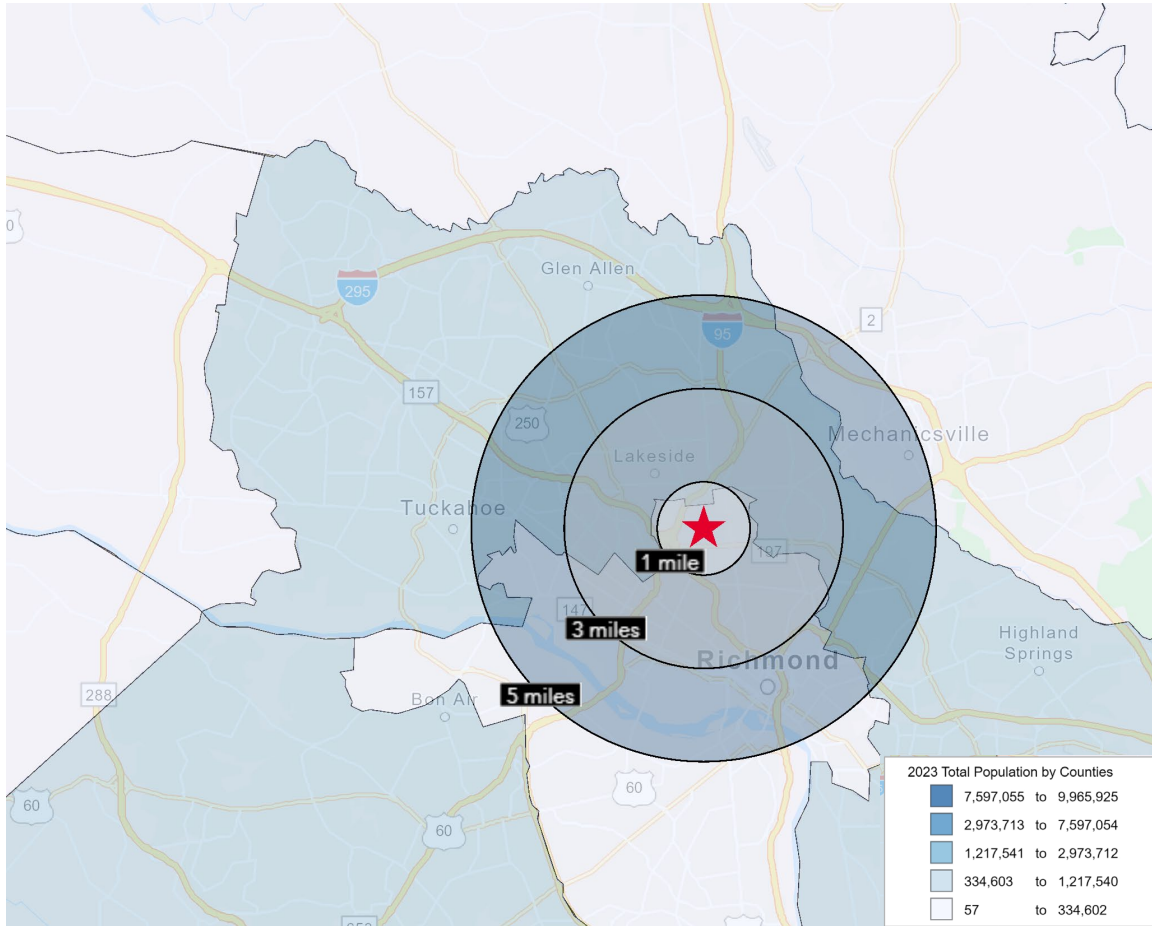 0
Glen Allen
295
95
2
157
250
Mechanicsville
Lakeside
Tuckahoe
197
1 mile
147
3 miles
Highland
Springs
Richmond
288
Bon Air
5 miles
60
60
60
2023 Total Population by Counties
7,597,055 to 9,965,925
2,973,713 to 7,597,054
1,217,541 to 2,973,712
334,603 to 1,217,540
57 to 334,602